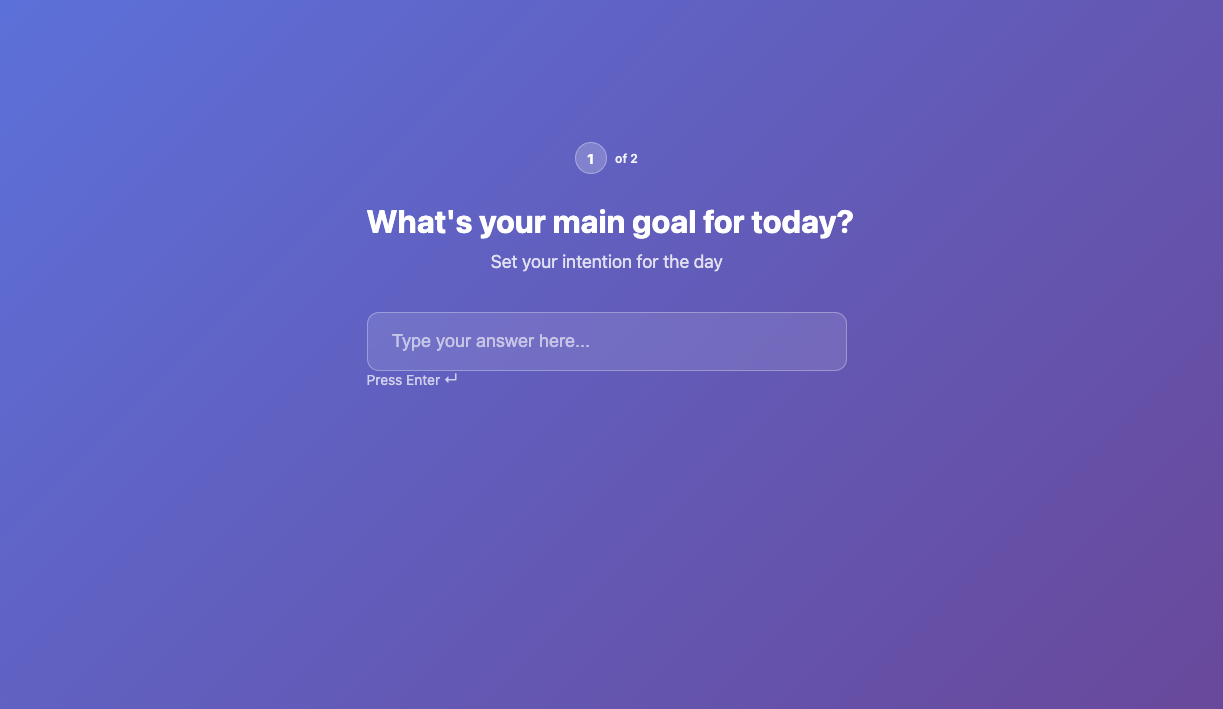 1 of 2
What's your main goal for today?
Set your intention for the day
Type your answer here...
Press Enter ↵